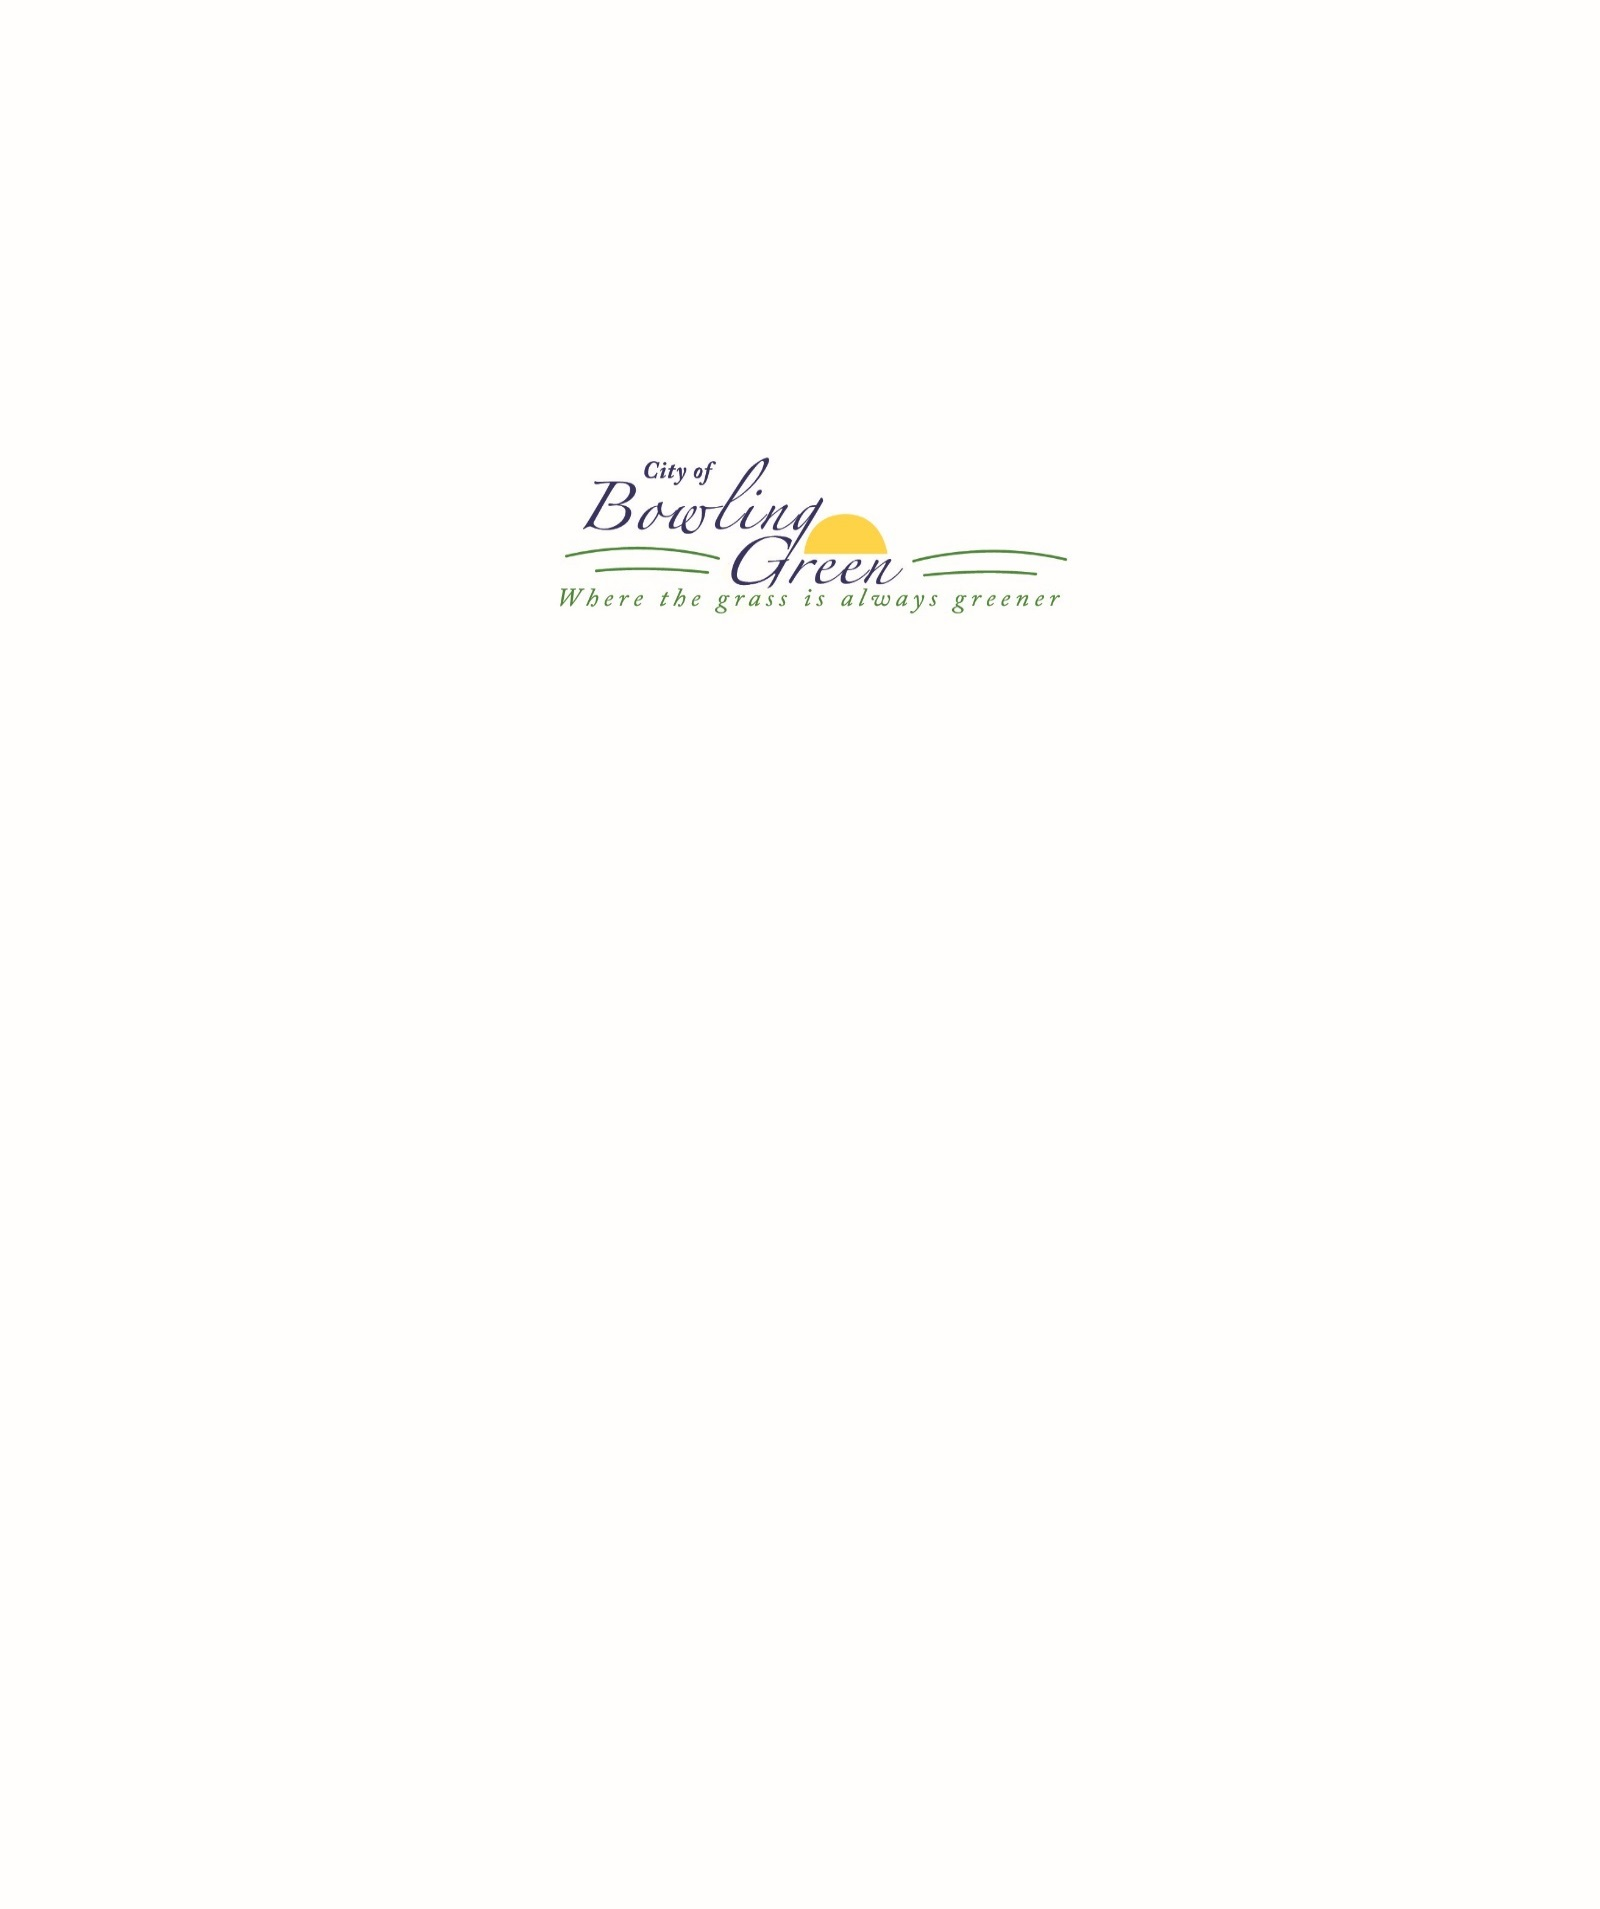 City of
Bowling
Green
Where the grass is always greener